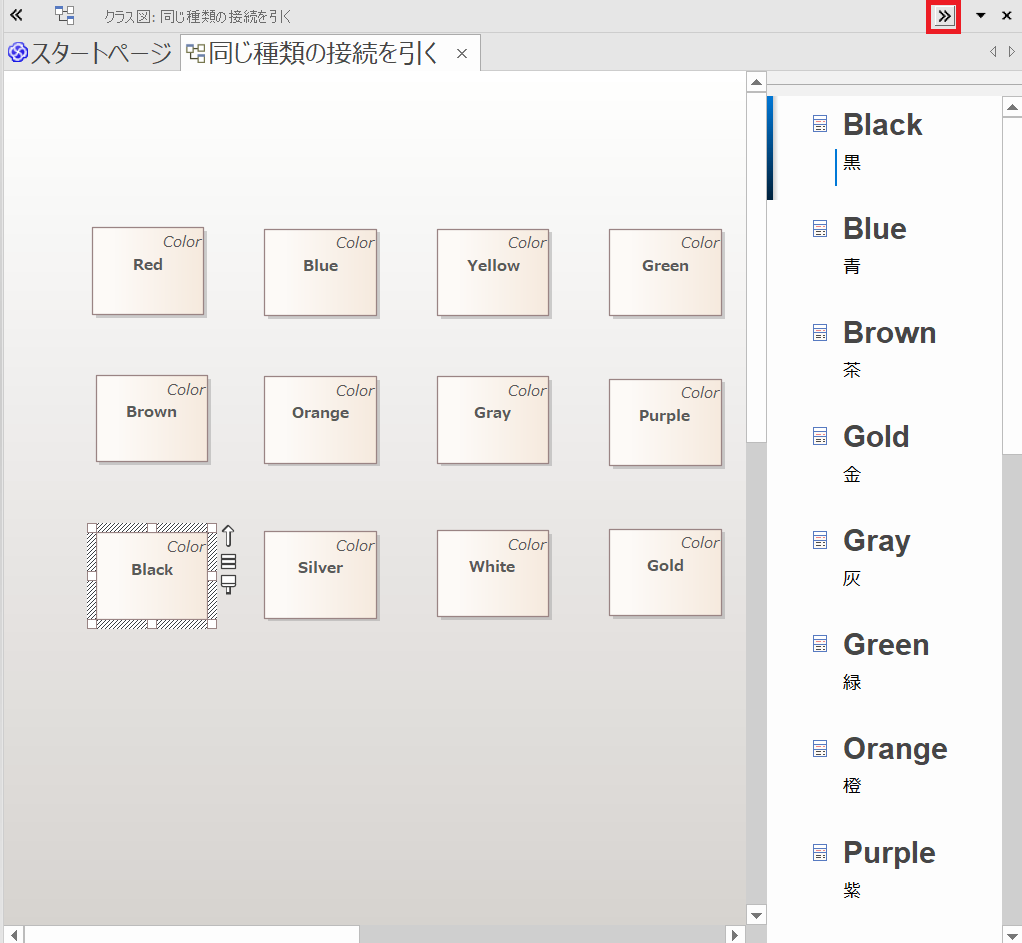 クラス図: 同じ種類の接続を引く
スタートページ
同じ種類の接続を引く
Color
Red
Color
Blue
Color
Yellow
Color
Green
Color
Brown
Color
Orange
Color
Gray
Color
Purple
Color
Black
Color
Silver
Color
White
Color
Gold
Black
黒
Blue
青
Brown
茶
Gold
金
Gray
灰
Green
緑
Orange
橙
Purple
紫